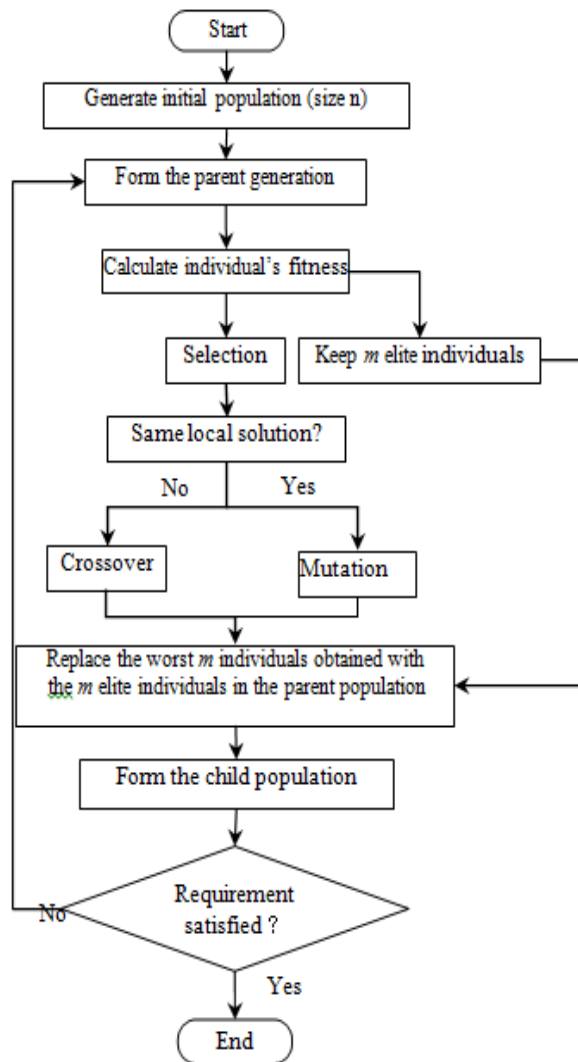 Start
Generate initial population (size n)
Form the parent generation
Calculate individual's fitness
Selection
Keep m elite individuals
Same local solution?
No
Yes
Crossover
Mutation
Replace the worst m individuals obtained with
the m elite individuals in the parent population
Form the child population
Requirement
satisfied ?
No
Yes
End